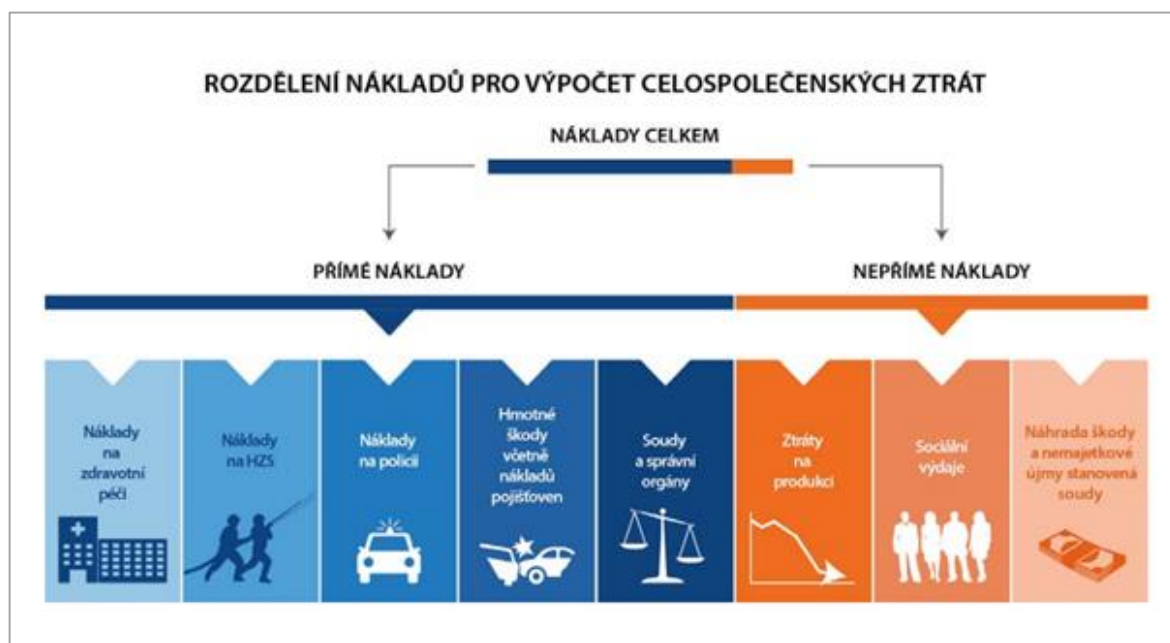 ROZDĚLENÍ NÁKLADŮ PRO VÝPOČET CELOSPOLEČENSKÝCH ZTRÁT
NÁKLADY CELKEM
PŘÍMÉ NÁKLADY
NEPŘÍMÉ NÁKLADY
Náklady
na
zdravotní
péči
Náklady
na HZS
Náklady
na policii
Hmotné
škody
včetně
nákladů
pojišťoven
Soudy
a správní
orgány
Ztráty
na
produkci
Sociální
výdaje
Náhrada škody
a nemajetkové
újmy stanovená
soudy